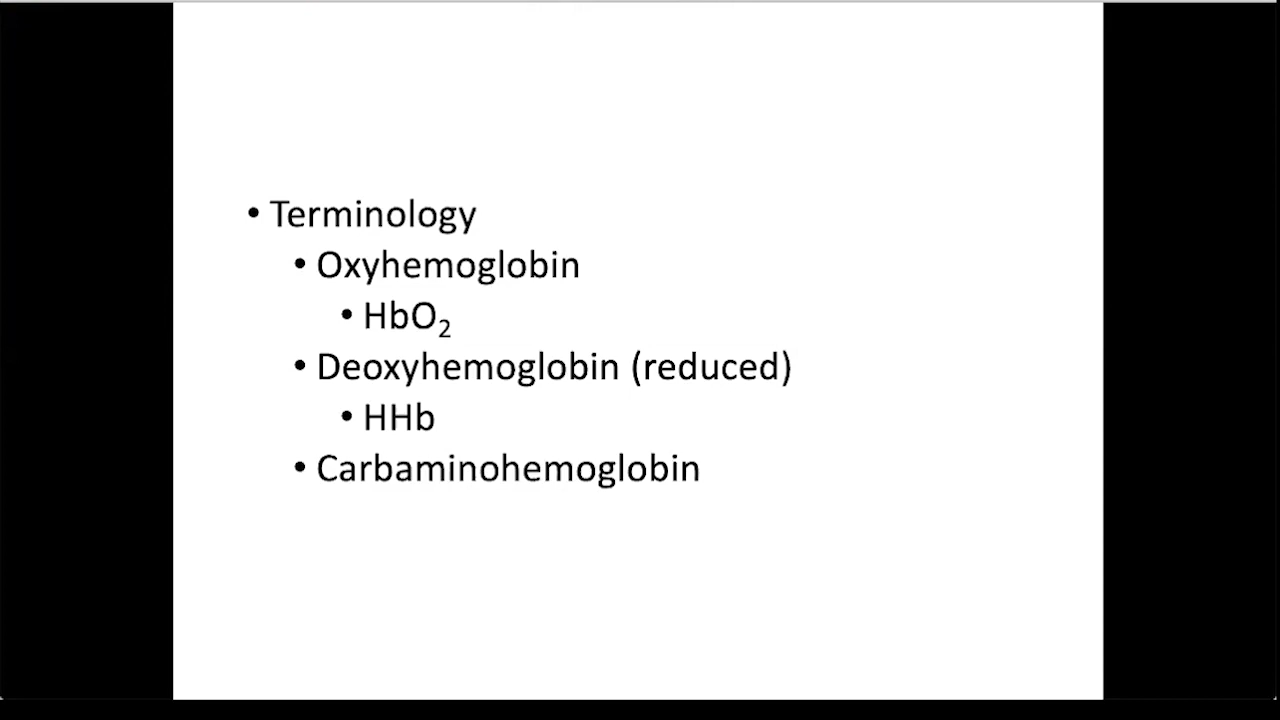 • Terminology
• Oxyhemoglobin
• HbO₂
• Deoxyhemoglobin (reduced)
• HHb
• Carbaminohemoglobin